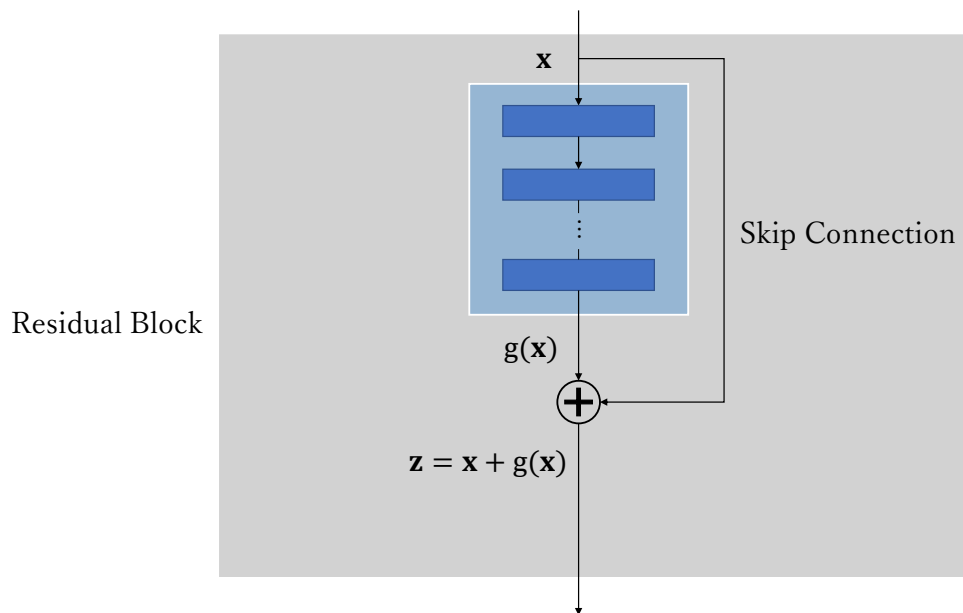 x
Skip Connection
Residual Block
g(x)
z = x + g(x)